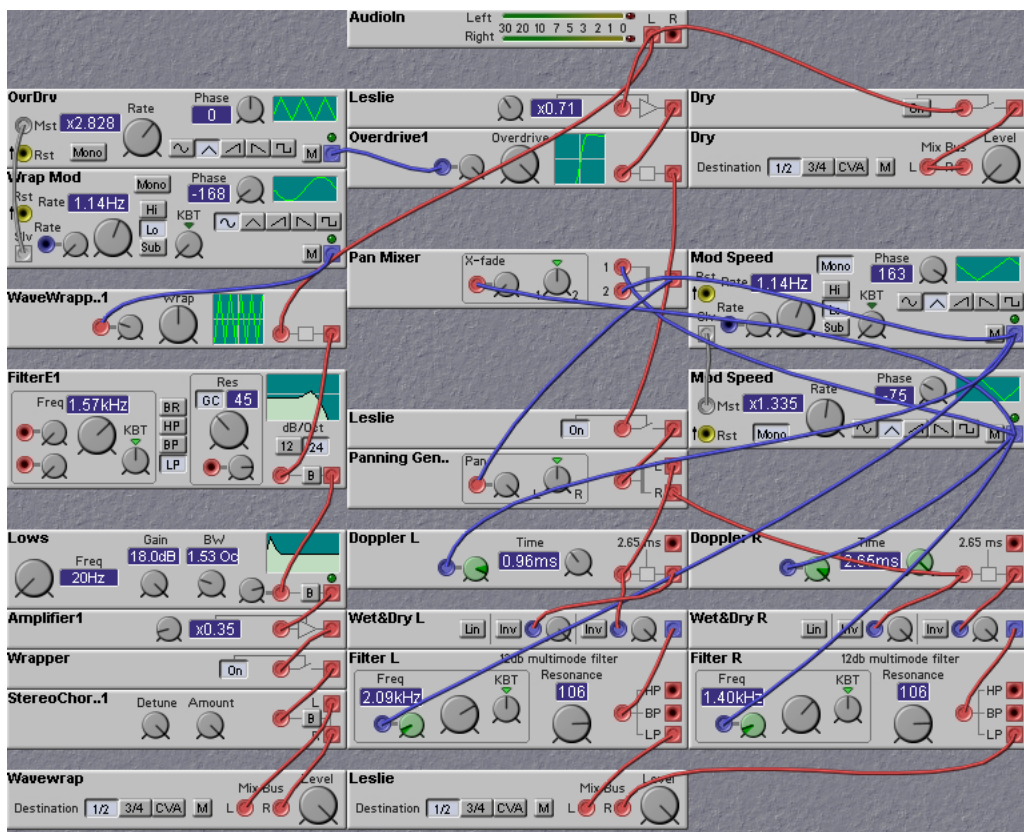 AudioIn Left L R
30 20 10 7 5 3 2 1 0
Right
OvrDrv Phase
Rate 0
Mst x2.828
Rst Mono M
Leslie x0.71
Dry On
Overdrive1 Overdrive
Dry Level
Mix Bus
Destination 1/2 3/4 CVA M L R
Wrap Mod Mono Phase
-168
Rst Rate 1.14Hz Hi KBT
Rate Lo
Slv Sub M
Pan Mixer X-fade 1
1 2 2
Mod Speed Mono Phase
Rst Rate 1.14Hz 163
Hi KBT
Rate Lo
Slv Sub M
WaveWrapp..1 Wrap
FilterE1 Res
Freq 1.57kHz BR GC 45
KBT HP dB/Oct
BP 12 24
LP B
Mod Speed Phase
Rate -75
Mst x1.335
Rst Mono M
Leslie On
Panning Gen.. Pan L
L R R
Lows Gain BW
18.0dB 1.53 Oc
Freq
20Hz B
Doppler L Time 2.65 ms
0.96ms
Doppler R Time 2.65 ms
2.65ms
Amplifier1 x0.35
Wet&Dry L Lin Inv Inv
Wet&Dry R Lin Inv Inv
Wrapper On
Filter L 12db multimode filter
Freq KBT Resonance
2.09kHz 106 HP
BP
LP
Filter R 12db multimode filter
Freq KBT Resonance
1.40kHz 106 HP
BP
LP
StereoChor..1 Detune Amount L
B
R
Wavewrap Level
Mix Bus
Destination 1/2 3/4 CVA M L R
Leslie Level
Mix Bus
Destination 1/2 3/4 CVA M L R